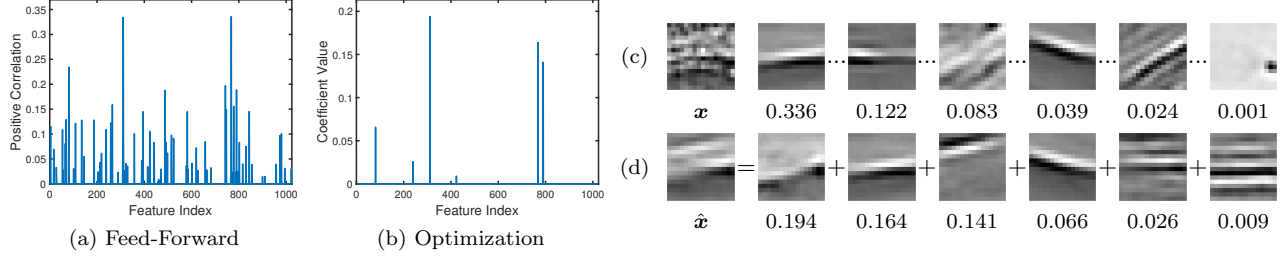 Positive Correlation
0.35
0.3
0.25
0.2
0.15
0.1
0.05
0
0 200 400 600 800 1000
Feature Index
(a) Feed-Forward
Coefficient Value
0.2
0.15
0.1
0.05
0
0 200 400 600 800 1000
Feature Index
(b) Optimization
(c) ... ... ... ... ...
x 0.336 0.122 0.083 0.039 0.024 0.001
(d) = + + + + +
x̂ 0.194 0.164 0.141 0.066 0.026 0.009